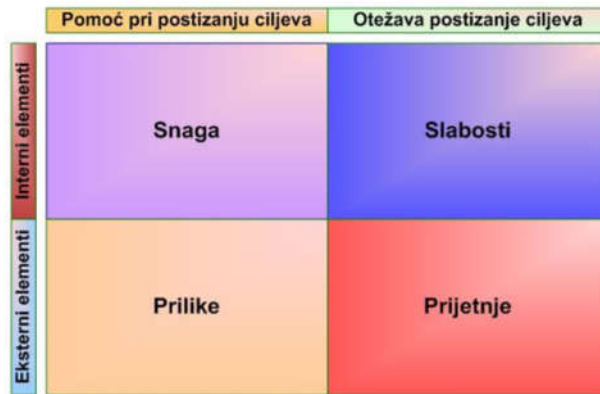 Pomoć pri postizanju ciljeva
Otežava postizanje ciljeva
Interni elementi
Snaga
Slabosti
Eksterni elementi
Prilike
Prijetnje